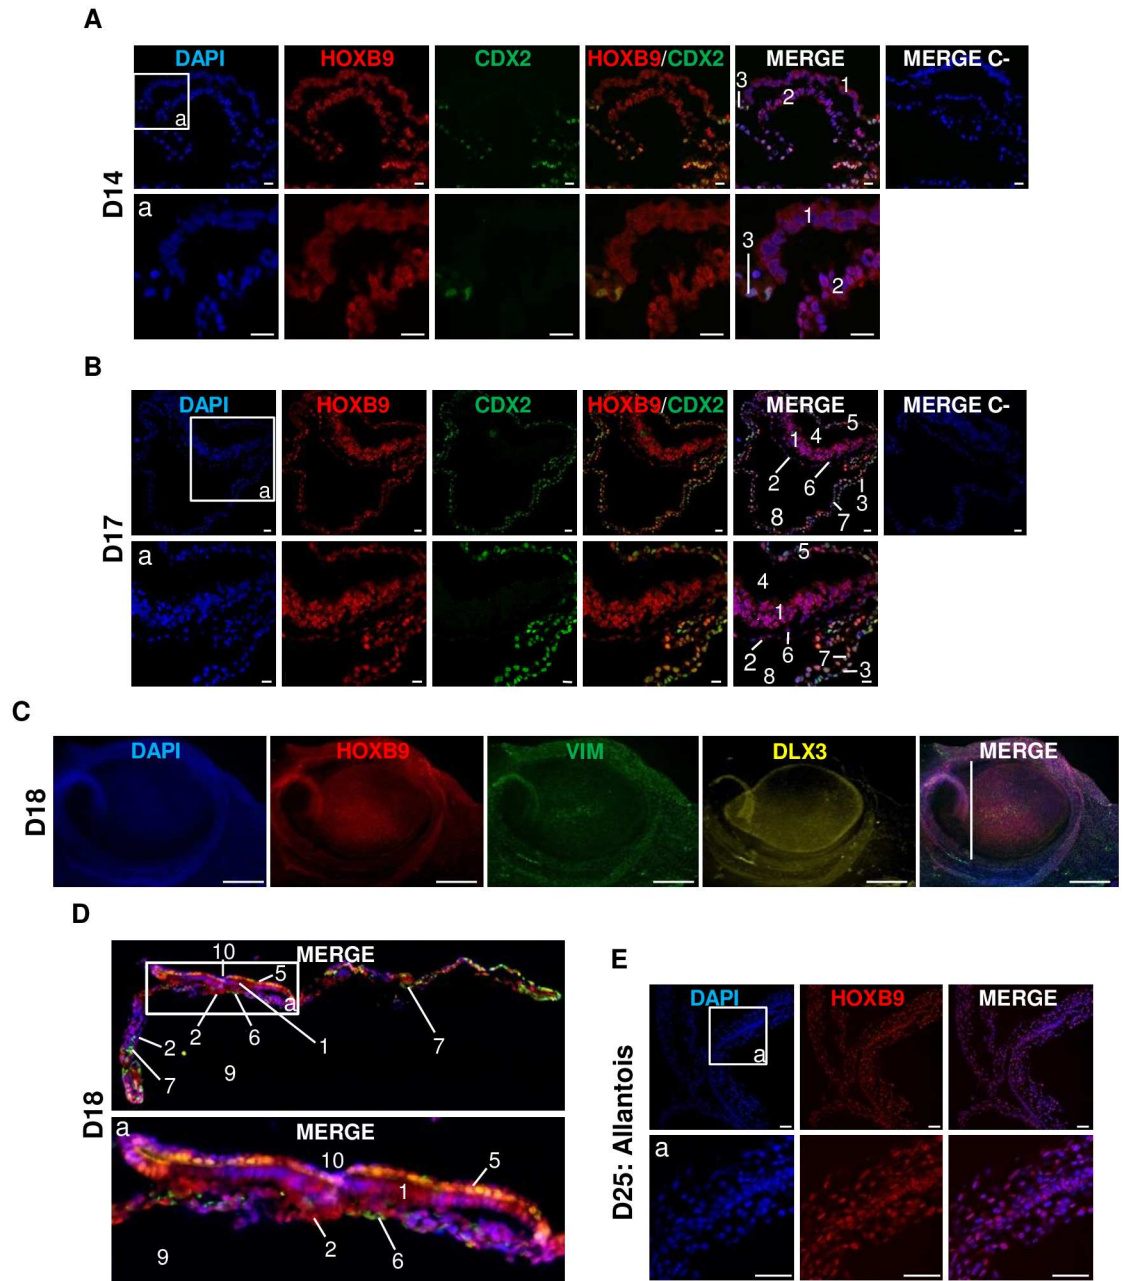 A
DAPI HOXB9 CDX2 HOXB9/CDX2 MERGE MERGE C-
3 1 2
a
D14
a
1
3
2
B
DAPI HOXB9 CDX2 HOXB9/CDX2 MERGE MERGE C-
5
1 4
2 6 3
a
8 7
D17
a
5
4
1
2 6 7 3
8
C
DAPI HOXB9 VIM DLX3 MERGE
D18
D
10 MERGE
5
a
2 2 6 1 7
7 9
D18
a
MERGE
10 5
1
2
9 6
E
DAPI HOXB9 MERGE
a
D25: Allantois
a